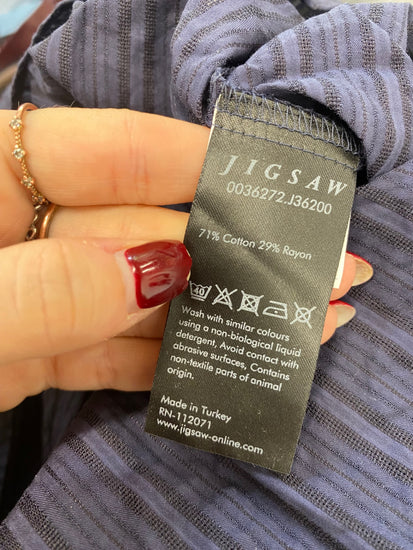 JIGSAW
0036272.J36200
71% Cotton 29% Rayon
40
Wash with similar colours
using a non-biological liquid
detergent, Avoid contact with
abrasive surfaces, Contains
non-textile parts of animal
origin.
Made in Turkey
RN-112071
www.jigsaw-online.com